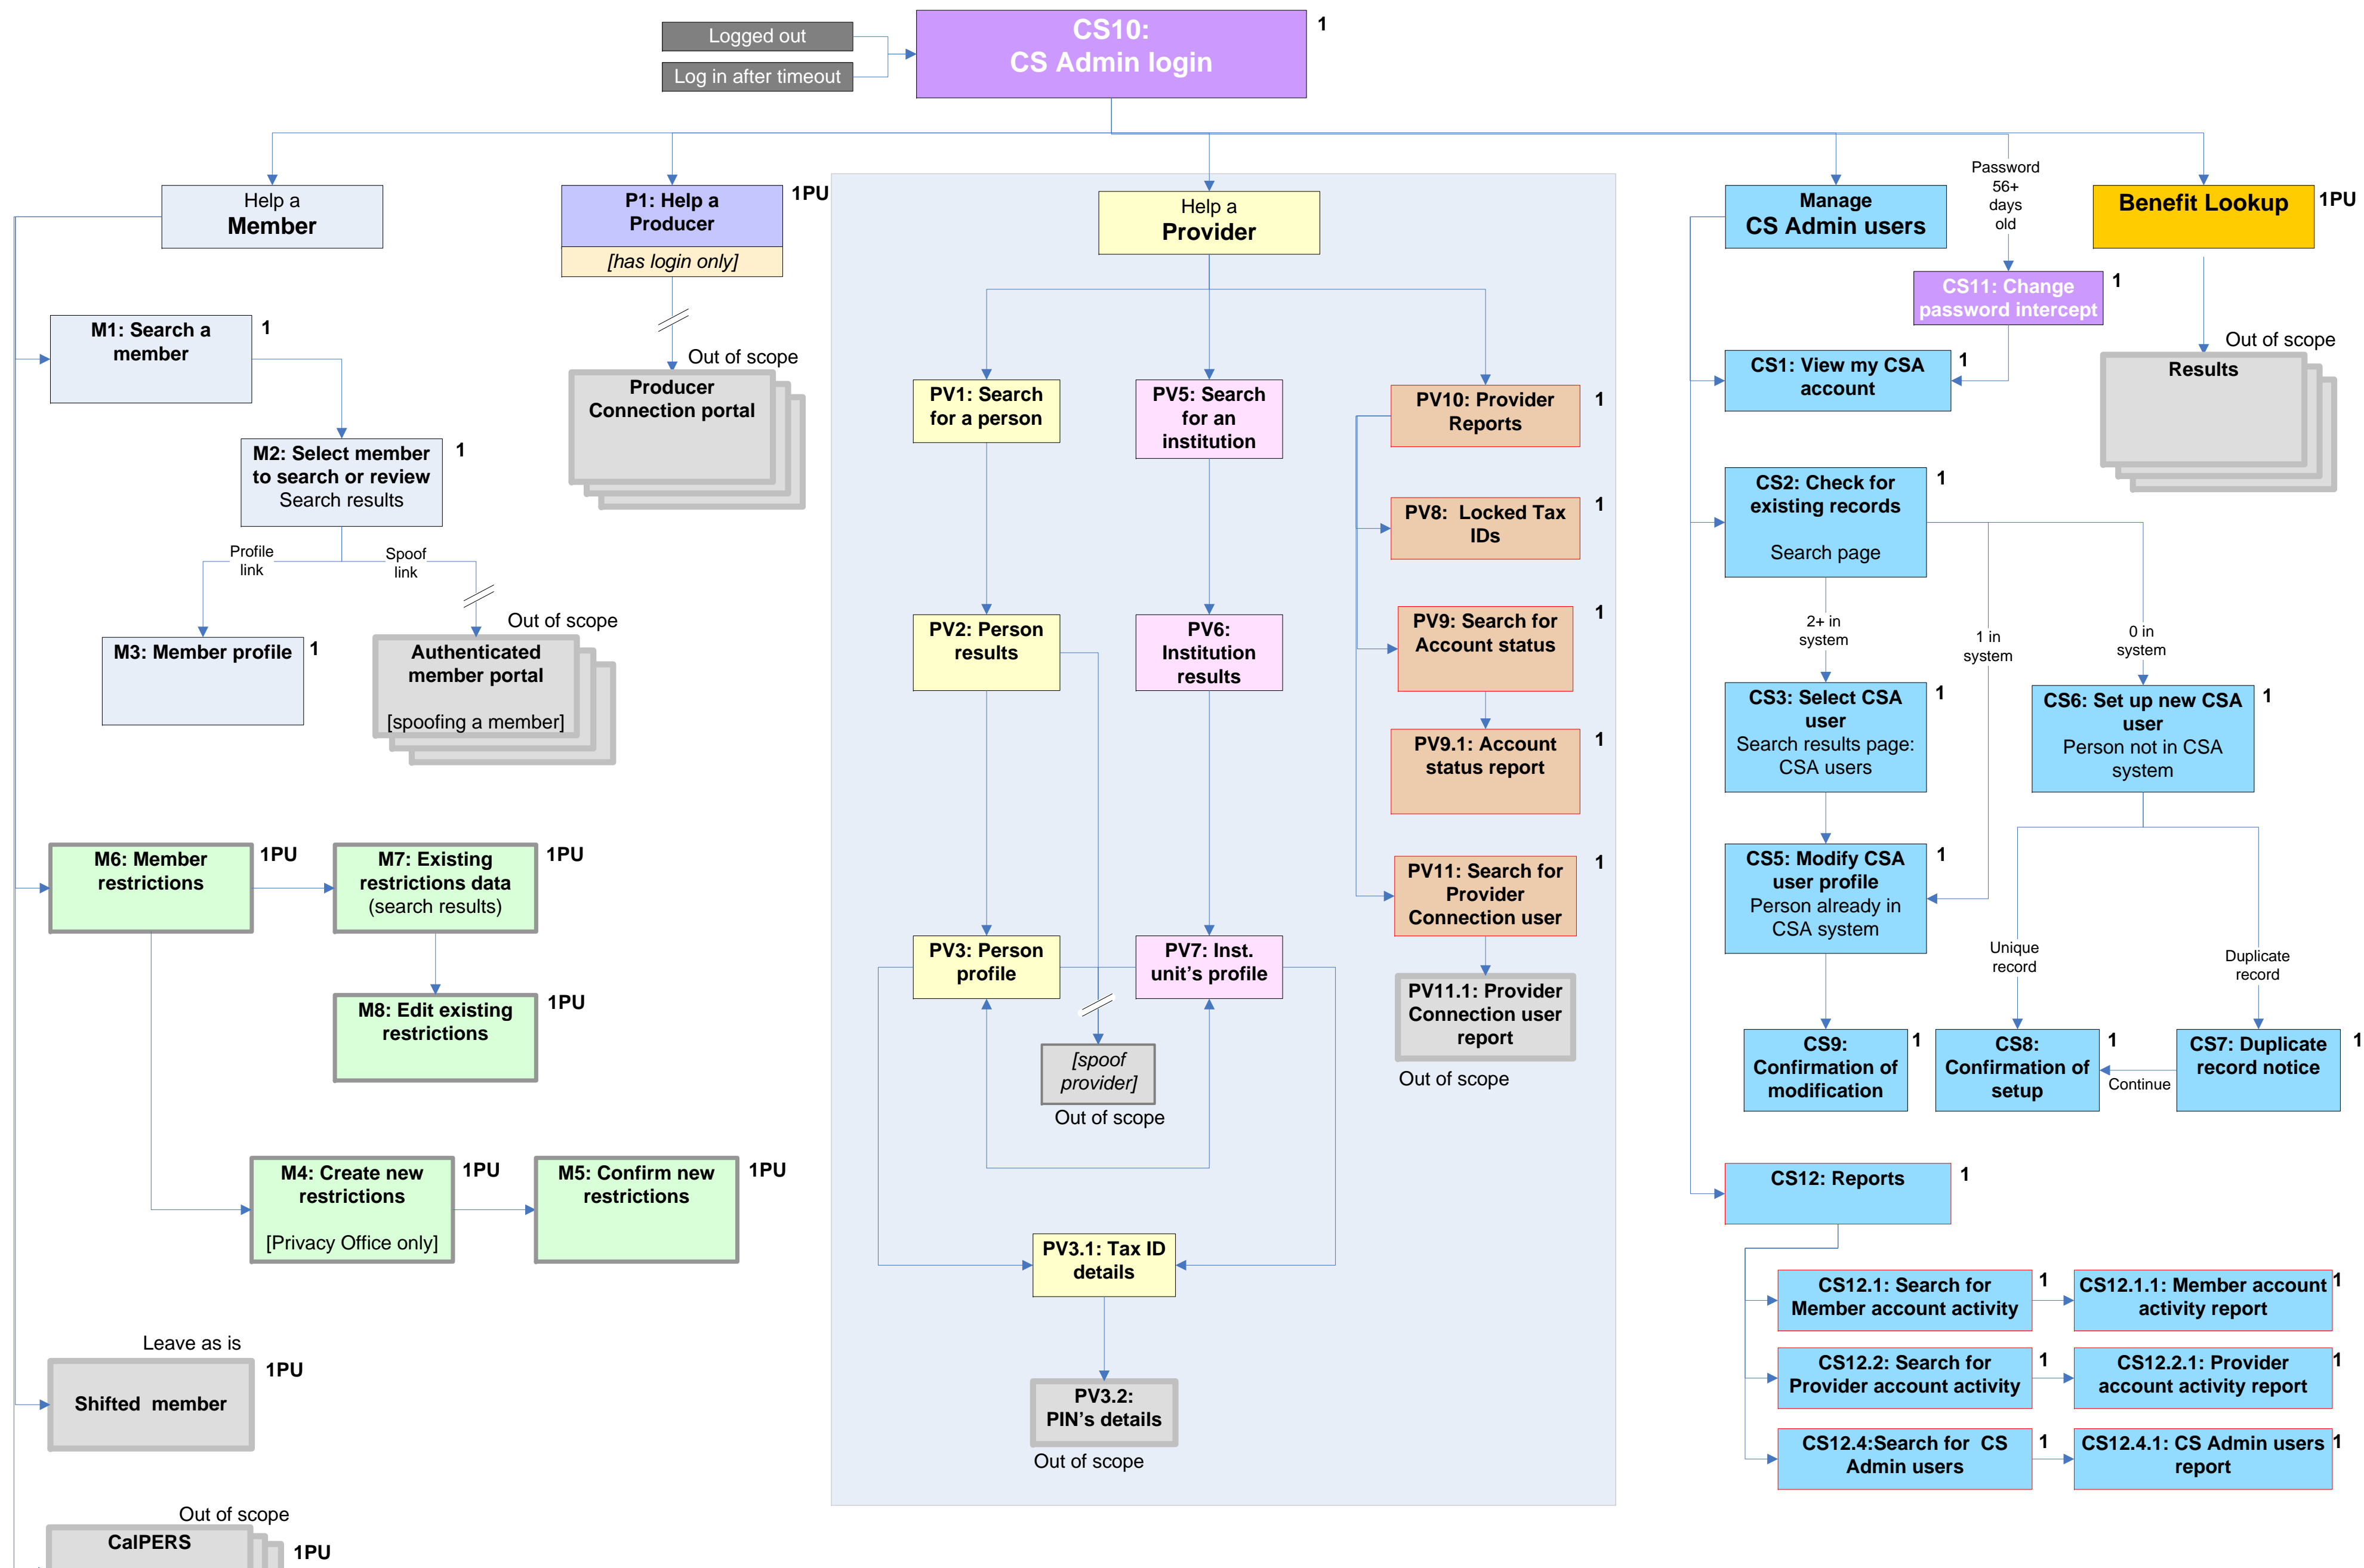 Logged out
Log in after timeout
CS10:
CS Admin login
1
Help a
Member
P1: Help a
Producer
[has login only]
1PU
Help a
Provider
Manage
CS Admin users
Password
56+
days
old
Benefit Lookup
1PU
CS11: Change
password intercept
1
M1: Search a
member
1
Out of scope
Producer
Connection portal
PV1: Search
for a person
PV5: Search
for an
institution
PV10: Provider
Reports
1
CS1: View my CSA
account
1
Out of scope
Results
M2: Select member
to search or review
Search results
1
Profile
link
Spoof
link
PV8:  Locked Tax
IDs
1
CS2: Check for
existing records
Search page
1
2+ in
system
1 in
system
0 in
system
M3: Member profile
1
Out of scope
Authenticated
member portal
[spoofing a member]
PV2: Person
results
PV6:
Institution
results
PV9: Search for
Account status
1
PV9.1: Account
status report
1
CS3: Select CSA
user
Search results page:
CSA users
1
CS6: Set up new CSA
user
Person not in CSA
system
1
M6: Member
restrictions
1PU
M7: Existing
restrictions data
(search results)
1PU
PV11: Search for
Provider
Connection user
1
CS5: Modify CSA
user profile
Person already in
CSA system
1
Unique
record
Duplicate
record
M8: Edit existing
restrictions
1PU
PV3: Person
profile
PV7: Inst.
unit’s profile
PV11.1: Provider
Connection user
report
Out of scope
[spoof
provider]
Out of scope
CS9:
Confirmation of
modification
1
CS8:
Confirmation of
setup
1
Continue
CS7: Duplicate
record notice
1
M4: Create new
restrictions
[Privacy Office only]
1PU
M5: Confirm new
restrictions
1PU
CS12: Reports
1
PV3.1: Tax ID
details
CS12.1: Search for
Member account activity
1
CS12.1.1: Member account
activity report
1
Leave as is
Shifted  member
1PU
CS12.2: Search for
Provider account activity
1
CS12.2.1: Provider
account activity report
1
PV3.2:
PIN’s details
Out of scope
CS12.4:Search for  CS
Admin users
1
CS12.4.1: CS Admin users
report
1
Out of scope
CalPERS
1PU